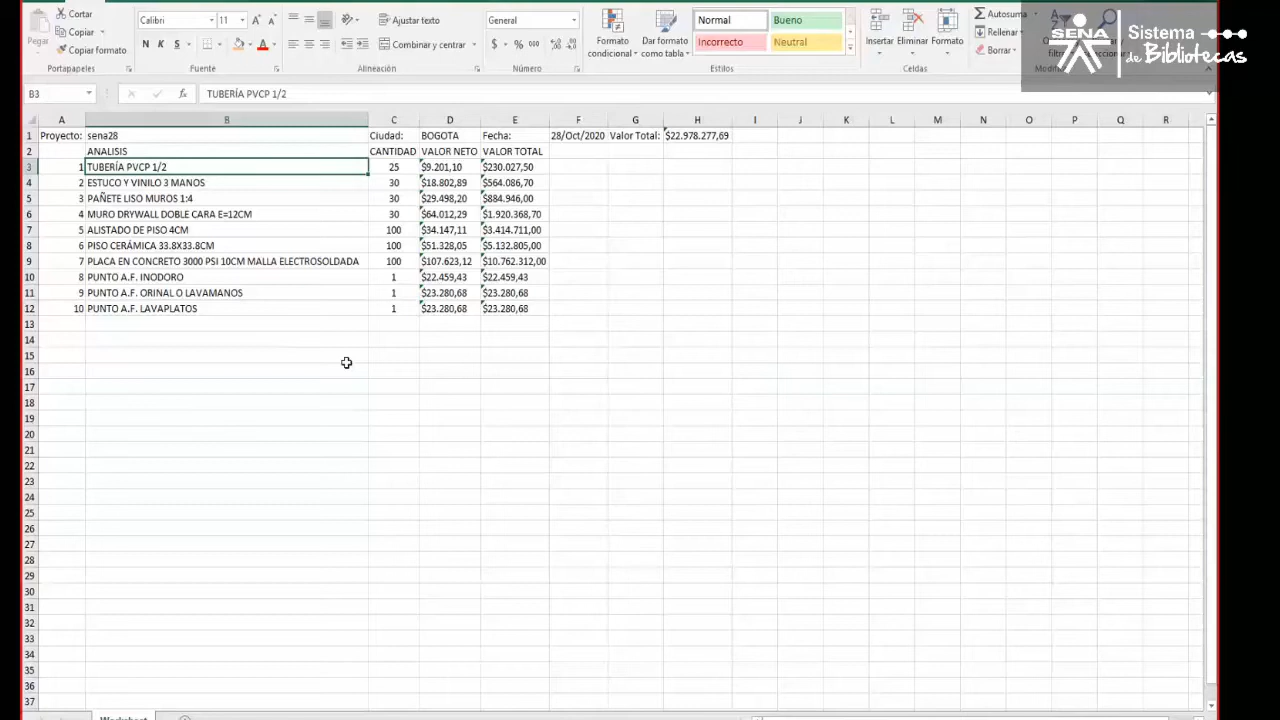 Cortar
Calibri 11 Ajustar texto General Normal Bueno Autosuma
Pegar Copiar Formato condicional Dar formato como tabla Insertar Eliminar Formato Rellenar
N K S Combinar y centrar $ % 000 Incorrecto Neutral Borrar
Copiar formato
Portapapeles Fuente Alineación Número Estilos Celdas
SENA Sistema de Bibliotecas
B3 fx TUBERÍA PVCP 1/2
A B C D E F G H I J K L M N O P Q R
1 Proyecto: sena28 Ciudad: BOGOTA Fecha: 28/Oct/2020 Valor Total: $22.978.277,69
2 ANALISIS CANTIDAD VALOR NETO VALOR TOTAL
3 1 TUBERÍA PVCP 1/2 25 $9.201,10 $230.027,50
4 2 ESTUCO Y VINILO 3 MANOS 30 $18.802,89 $564.086,70
5 3 PAÑETE LISO MUROS 1:4 30 $29.498,20 $884.946,00
6 4 MURO DRYWALL DOBLE CARA E=12CM 30 $64.012,29 $1.920.368,70
7 5 ALISTADO DE PISO 4CM 100 $34.147,11 $3.414.711,00
8 6 PISO CERÁMICA 33.8X33.8CM 100 $51.328,05 $5.132.805,00
9 7 PLACA EN CONCRETO 3000 PSI 10CM MALLA ELECTROSOLDADA 100 $107.623,12 $10.762.312,00
10 8 PUNTO A.F. INODORO 1 $22.459,43 $22.459,43
11 9 PUNTO A.F. ORINAL O LAVAMANOS 1 $23.280,68 $23.280,68
12 10 PUNTO A.F. LAVAPLATOS 1 $23.280,68 $23.280,68
13
14
15
16
17
18
19
20
21
22
23
24
25
26
27
28
29
30
31
32
33
34
35
36
37
Worksheet